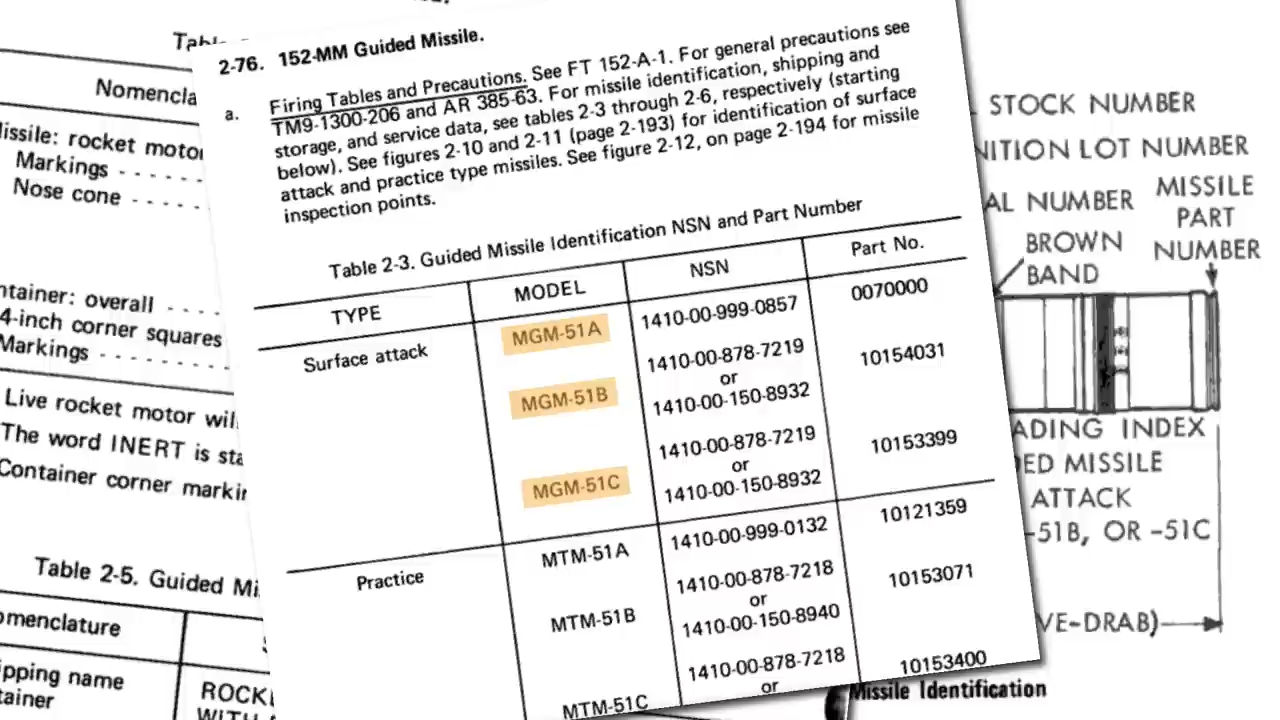 2-76. 152-MM Guided Missile.
a. Firing Tables and Precautions. See FT 152-A-1. For general precautions see
TM9-1300-206 and AR 385-63. For missile identification, shipping and
storage, and service data, see tables 2-3 through 2-6, respectively (starting
below). See figures 2-10 and 2-11 (page 2-193) for identification of surface
attack and practice type missiles. See figure 2-12, on page 2-194 for missile
inspection points.
Table 2-3. Guided Missile Identification NSN and Part Number
TYPE MODEL NSN Part No.
Surface attack MGM-51A 1410-00-999-0857 0070000
MGM-51B 1410-00-878-7219 10154031
or
1410-00-150-8932
MGM-51C 1410-00-878-7219 10153399
or
1410-00-150-8932
Practice MTM-51A 1410-00-999-0132 10121359
MTM-51B 1410-00-878-7218 10153071
or
1410-00-150-8940
MTM-51C 1410-00-878-7218 10153400
or
Nomencla
issile: rocket motor
Markings - - - - - -
Nose cone - - - - -
ntainer: overall - - - -
4-inch corner squares
Markings - - - - - - -
Live rocket motor wil
The word INERT is sta
Container corner markin
Table 2-5. Guided Mi
omenclature
ipping name
tainer
ROCK
WITH
STOCK NUMBER
NITION LOT NUMBER
AL NUMBER
MISSILE
PART
NUMBER
BROWN
BAND
ADING INDEX
ED MISSILE
ATTACK
-51B, OR -51C
VE-DRAB)
Missile Identification